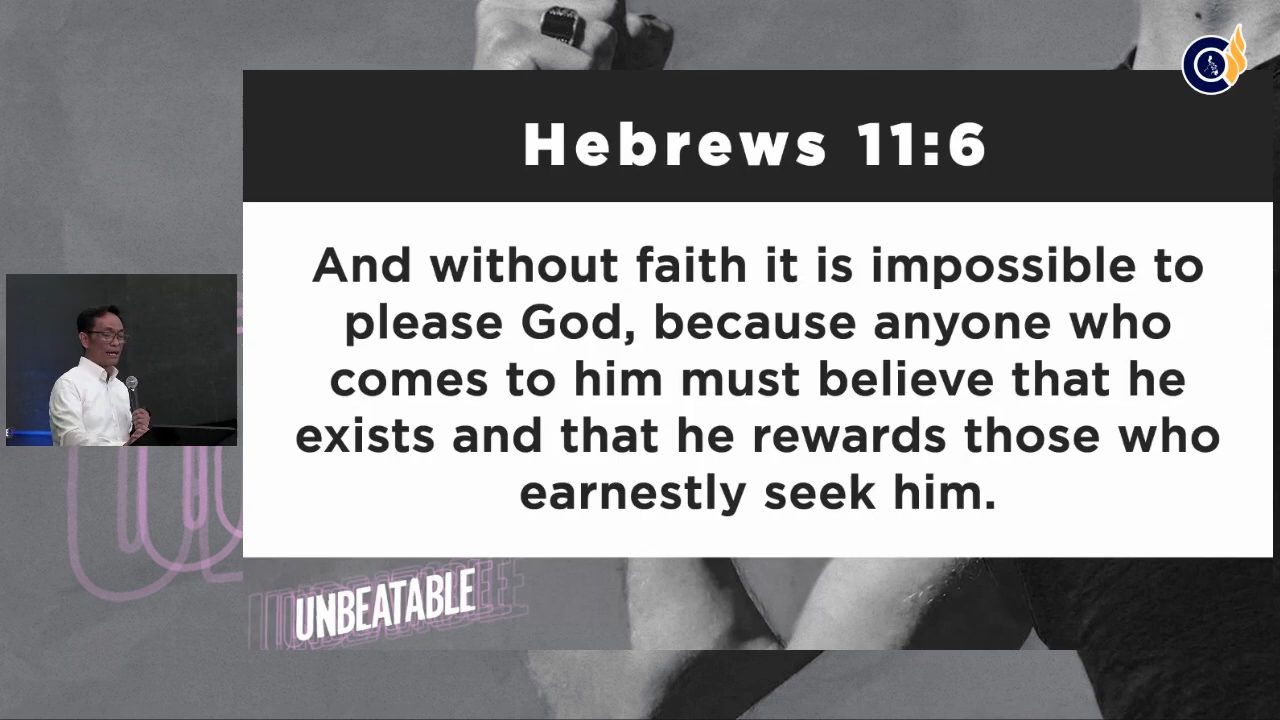 Hebrews 11:6
And without faith it is impossible to
please God, because anyone who
comes to him must believe that he
exists and that he rewards those who
earnestly seek him.
UNBEATABLE